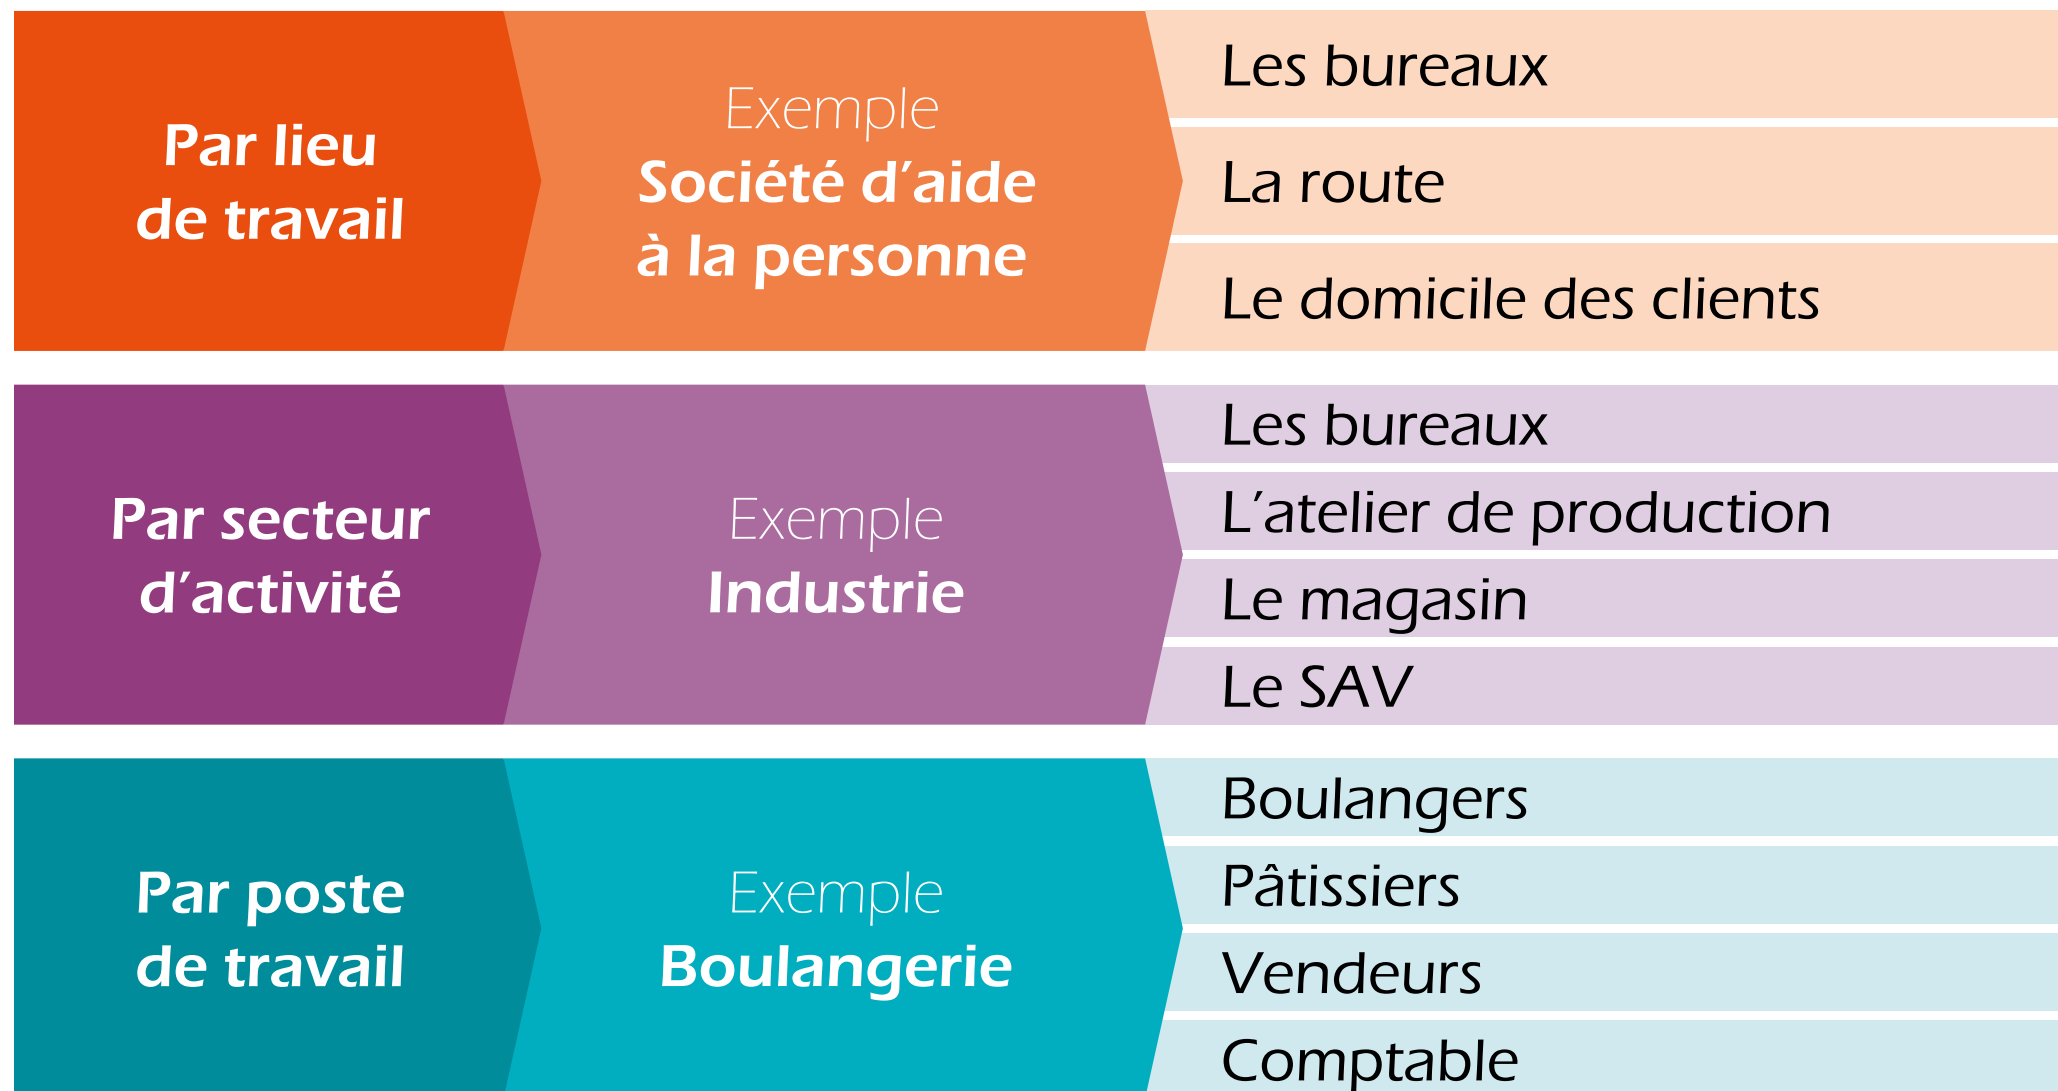 Par lieu
de travail
Exemple
Société d’aide
à la personne
Les bureaux
La route
Le domicile des clients
Par secteur
d’activité
Exemple
Industrie
Les bureaux
L’atelier de production
Le magasin
Le SAV
Par poste
de travail
Exemple
Boulangerie
Boulangers
Pâtissiers
Vendeurs
Comptable